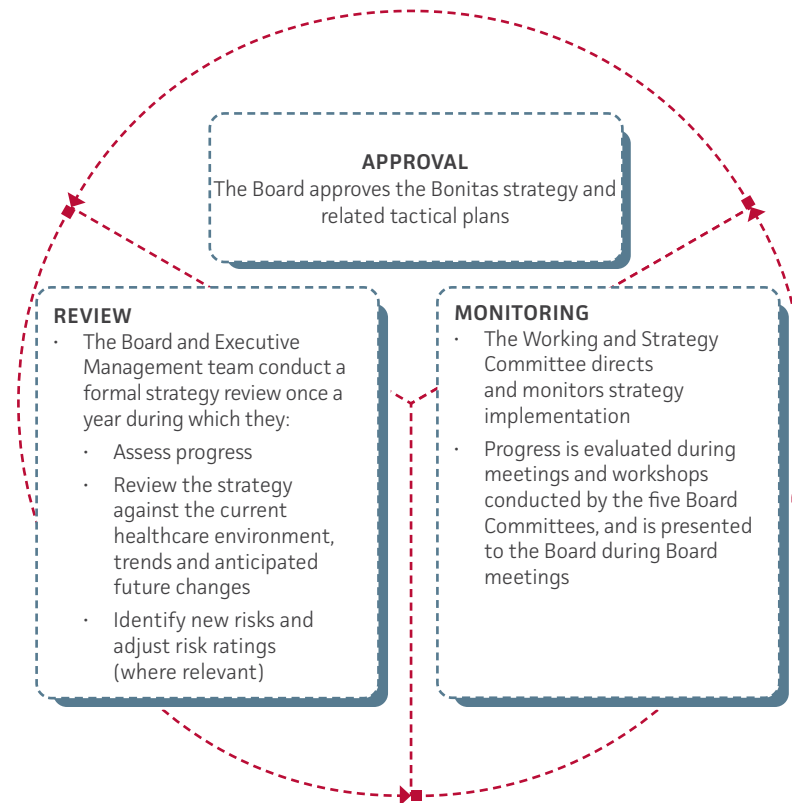 APPROVAL
The Board approves the Bonitas strategy and
related tactical plans
REVIEW
· The Board and Executive
Management team conduct a
formal strategy review once a
year during which they:
· Assess progress
· Review the strategy
against the current
healthcare environment,
trends and anticipated
future changes
· Identify new risks and
adjust risk ratings
(where relevant)
MONITORING
· The Working and Strategy
Committee directs
and monitors strategy
implementation
· Progress is evaluated during
meetings and workshops
conducted by the five Board
Committees, and is presented
to the Board during Board
meetings